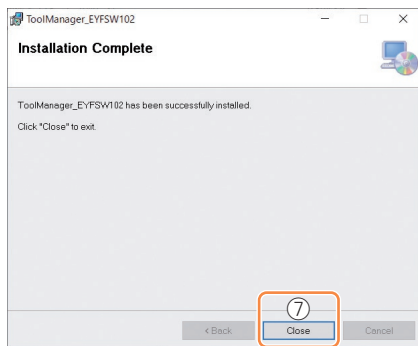 ToolManager_EYFSW102
Installation Complete
ToolManager_EYFSW102 has been successfully installed.
Click "Close" to exit.
⑦
< Back Close Cancel